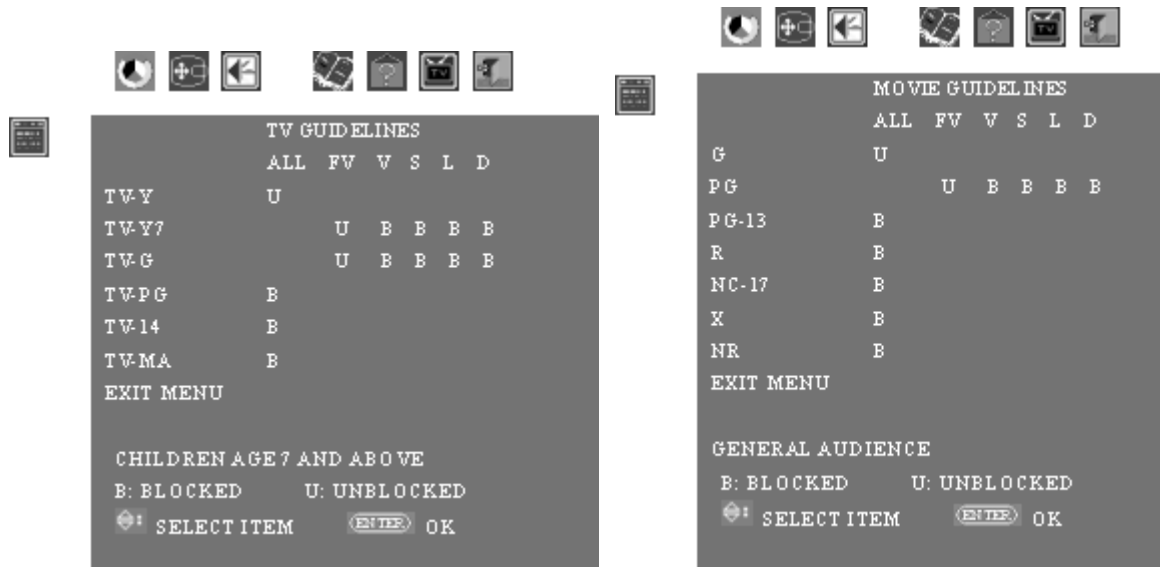 TV GUIDELINES
ALL FV V S L D
TV-Y U
TV-Y7 U B B B B
TV-G U B B B B
TV-PG B
TV-14 B
TV-MA B
EXIT MENU
CHILDREN AGE 7 AND ABOVE
B: BLOCKED U: UNBLOCKED
: SELECT ITEM ENTER OK
MOVIE GUIDELINES
ALL FV V S L D
G U
PG U B B B B
PG-13 B
R B
NC-17 B
X B
NR B
EXIT MENU
GENERAL AUDIENCE
B: BLOCKED U: UNBLOCKED
: SELECT ITEM ENTER OK